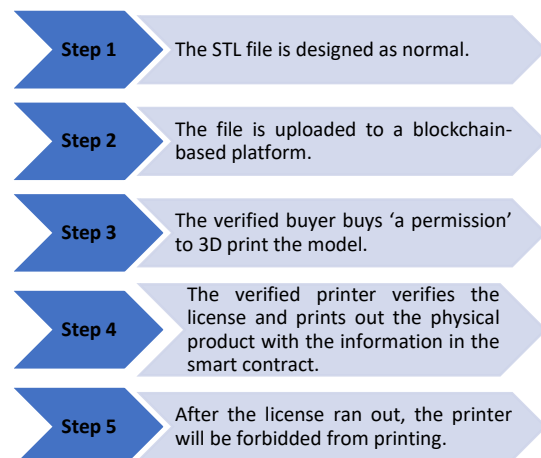 Step 1
The STL file is designed as normal.
Step 2
The file is uploaded to a blockchain-
based platform.
Step 3
The verified buyer buys ‘a permission’
to 3D print the model.
Step 4
The verified printer verifies the
license and prints out the physical
product with the information in the
smart contract.
Step 5
After the license ran out, the printer
will be forbidded from printing.